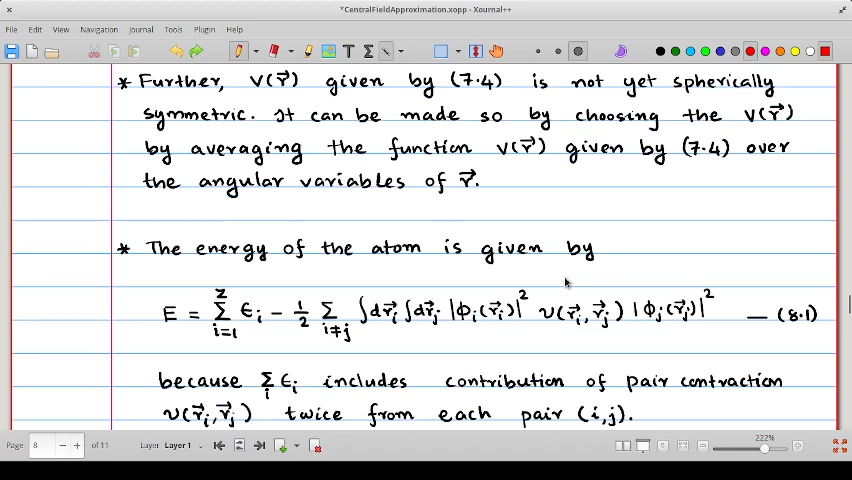 *CentralFieldApproximation.xopp - Xournal++
File Edit View Navigation Journal Tools Plugin Help
* Further, V(r⃗) given by (7.4) is not yet spherically
symmetric. It can be made so by choosing the V(r⃗)
by averaging the function V(r⃗) given by (7.4) over
the angular variables of r⃗.
* The energy of the atom is given by
E = Σ_{i=1}^{Z} ϵ_i - 1/2 Σ_{i≠j} ∫dr⃗_i ∫dr⃗_j |ϕ_i(r⃗_i)|² v(r⃗_i, r⃗_j) |ϕ_j(r⃗_j)|² — (8.1)
because Σ_i ϵ_i includes contribution of pair contraction
v(r⃗_i, r⃗_j) twice from each pair (i,j).
Page 8 of 11 Layer Layer 1 222%